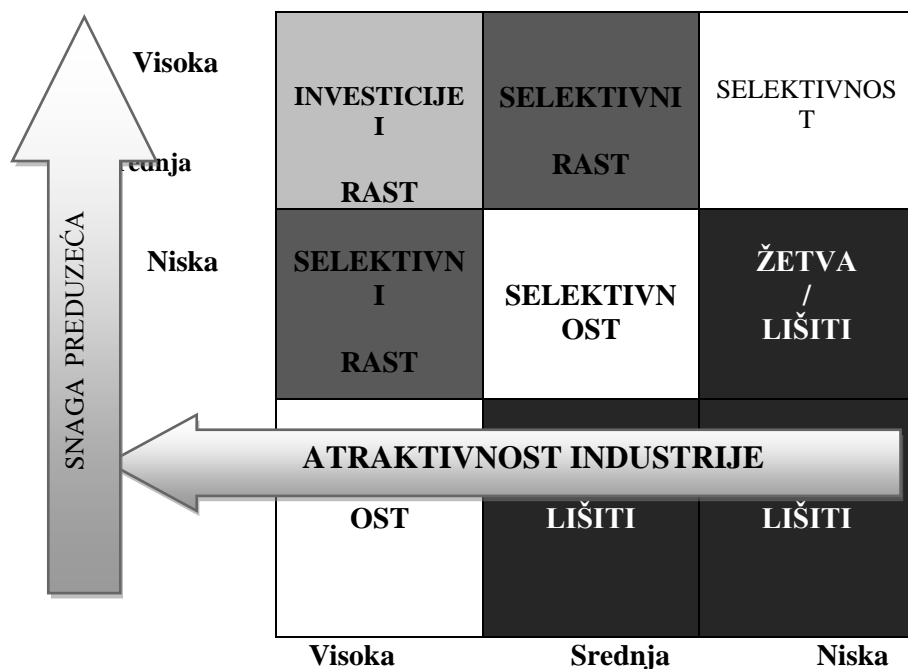 Visoka
INVESTICIJE
I
RAST
SELEKTIVNI
RAST
SELEKTIVNOS
T
rednja
SNAGA PREDUZEĆA
Niska
SELEKTIVN
I
RAST
SELEKTIVN
OST
ŽETVA
/
LIŠITI
ATRAKTIVNOST INDUSTRIJE
OST
LIŠITI
LIŠITI
Visoka
Srednja
Niska